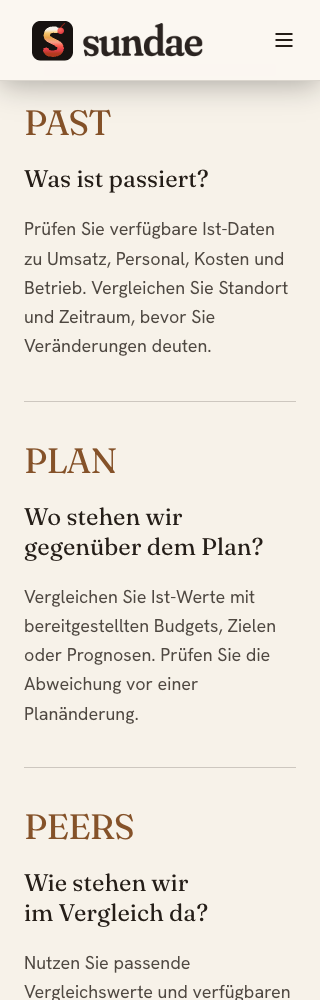 sundae
PAST
Was ist passiert?
Prüfen Sie verfügbare Ist-Daten
zu Umsatz, Personal, Kosten und
Betrieb. Vergleichen Sie Standort
und Zeitraum, bevor Sie
Veränderungen deuten.
PLAN
Wo stehen wir
gegenüber dem Plan?
Vergleichen Sie Ist-Werte mit
bereitgestellten Budgets, Zielen
oder Prognosen. Prüfen Sie die
Abweichung vor einer
Planänderung.
PEERS
Wie stehen wir
im Vergleich da?
Nutzen Sie passende
Vergleichswerte und verfügbaren